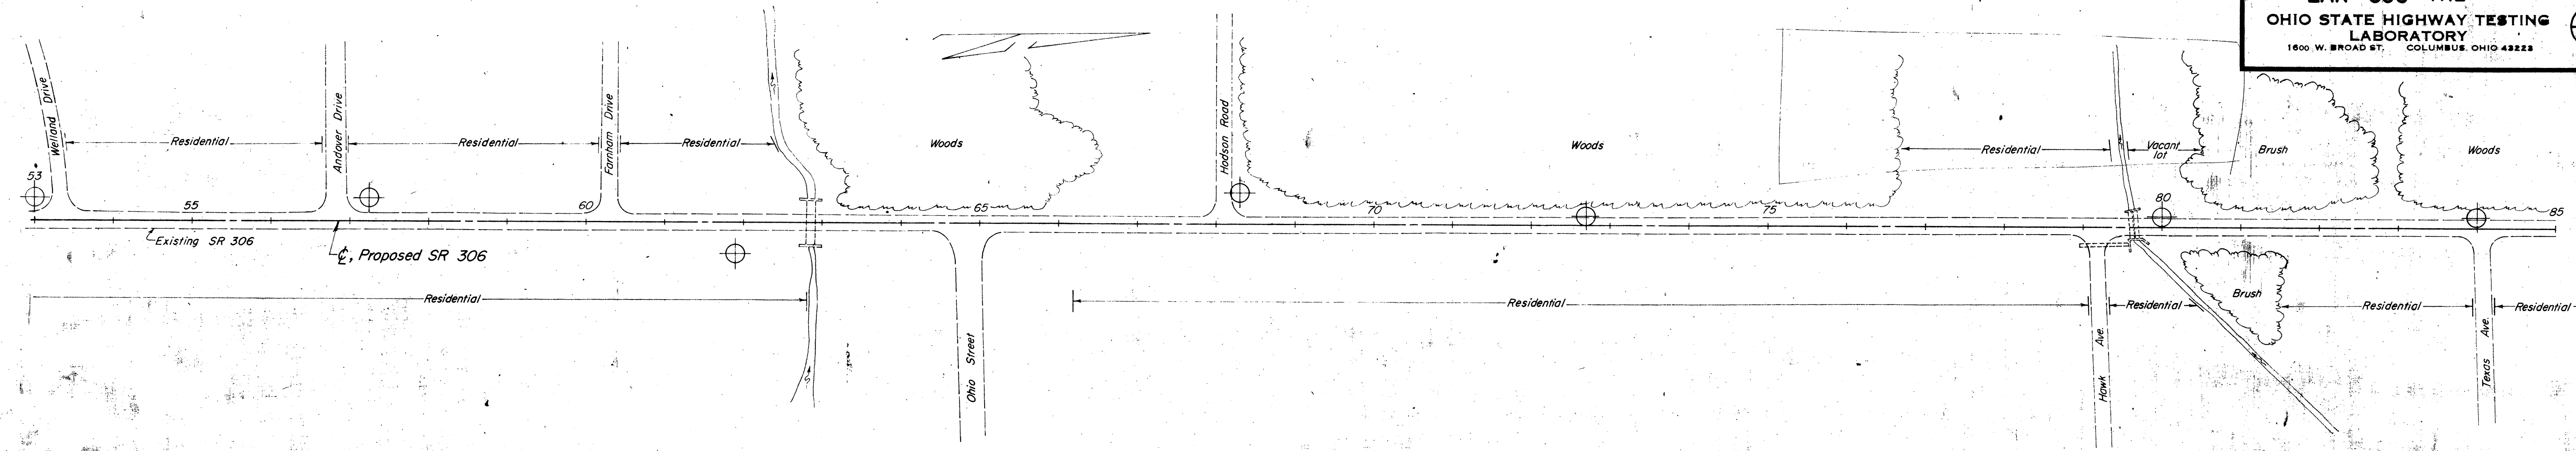 OHIO STATE HIGHWAY TESTING
LABORATORY
1600 W. BROAD ST. COLUMBUS, OHIO 43223
Welland Drive
Andover Drive
Farnham Drive
Hodson Road
Residential
Residential
Residential
Woods
Woods
Residential
Vacant
lot
Brush
Woods
53
55
60
65
70
75
80
85
Existing SR 306
℄, Proposed SR 306
Residential
Residential
Residential
Brush
Residential
Residential
Ohio Street
Hawk Ave.
Texas Ave.